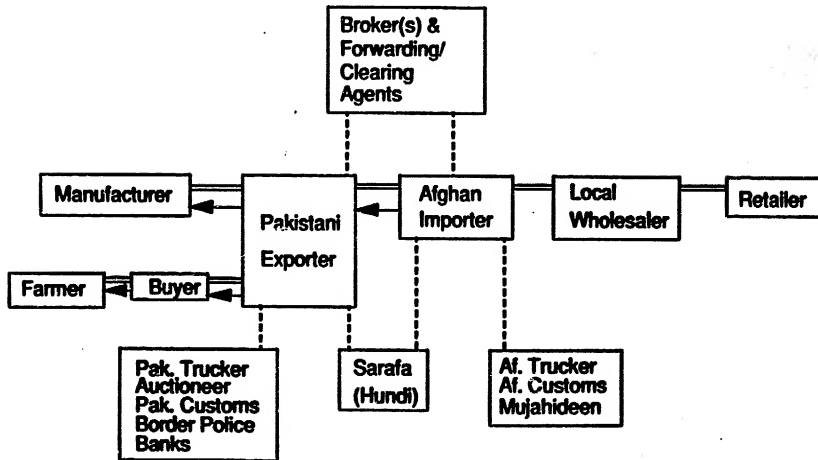 Broker(s) &
Forwarding/
Clearing
Agents
Manufacturer
Pakistani
Exporter
Afghan
Importer
Local
Wholesaler
Retailer
Farmer
Buyer
Pak. Trucker
Auctioneer
Pak. Customs
Border Police
Banks
Sarafa
(Hundi)
Af. Trucker
Af. Customs
Mujahideen